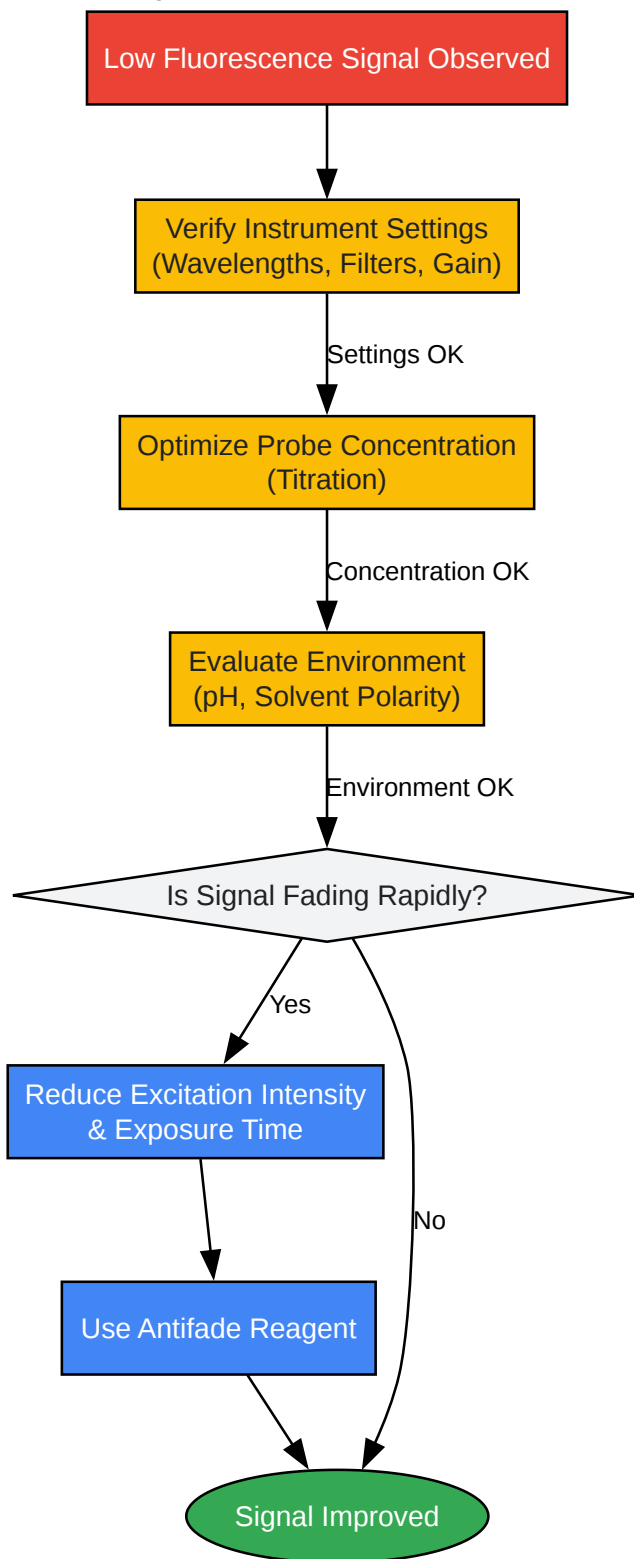 Low Fluorescence Signal Observed
Verify Instrument Settings
(Wavelengths, Filters, Gain)
Settings OK
Optimize Probe Concentration
(Titration)
Concentration OK
Evaluate Environment
(pH, Solvent Polarity)
Environment OK
Is Signal Fading Rapidly?
Yes
Reduce Excitation Intensity
& Exposure Time
No
Use Antifade Reagent
Signal Improved